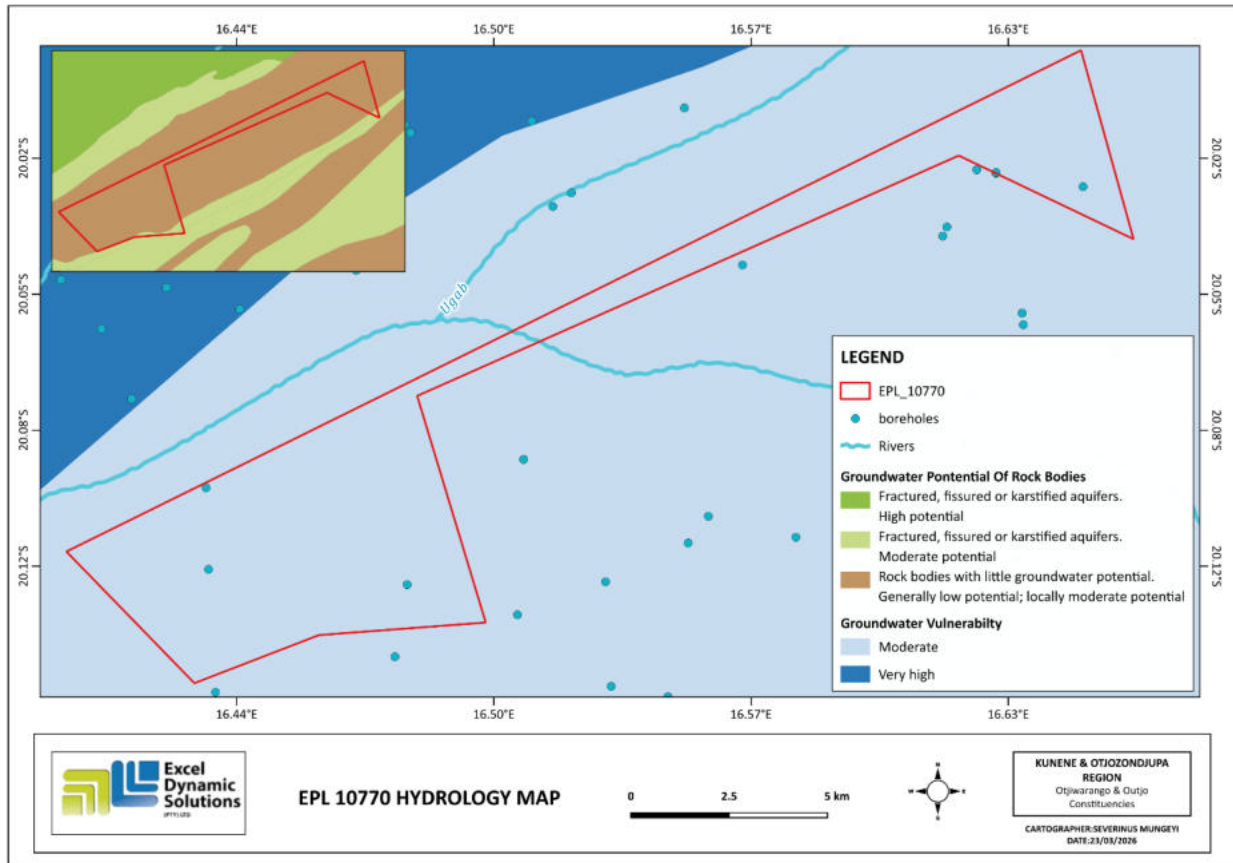 16.44°E
16.50°E
16.57°E
16.63°E
20.02°S
20.02°S
20.05°S
20.05°S
Ugab
LEGEND
EPL_10770
boreholes
Rivers
Groundwater Pontential Of Rock Bodies
Fractured, fissured or karstified aquifers.
High potential
Fractured, fissured or karstified aquifers.
Moderate potential
Rock bodies with little groundwater potential.
Generally low potential; locally moderate potential
Groundwater Vulnerabilty
Moderate
Very high
20.08°S
20.08°S
20.12°S
20.12°S
16.44°E
16.50°E
16.57°E
16.63°E
Excel
Dynamic
Solutions
(PTY) LTD
EPL 10770 HYDROLOGY MAP
0 2.5 5 km
N
W E
S
KUNENE & OTJOZONDJUPA
REGION
Otjiwarango & Outjo
Constituencies
CARTOGRAPHER:SEVERINUS MUNGEYI
DATE:23/03/2026